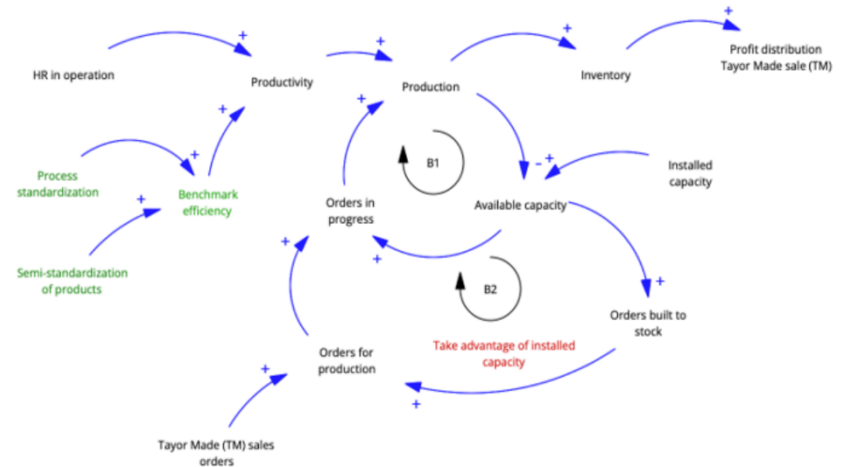 +
+
+
+
HR in operation
Productivity
Production
Inventory
Profit distribution
Tayor Made sale (TM)
+
+
+
- +
B1
Process
standardization
Benchmark
efficiency
Orders in
progress
Available capacity
Installed
capacity
+
+
+
Semi-standardization
of products
B2
+
Orders built to
stock
Take advantage of installed
capacity
Orders for
production
+
+
Tayor Made (TM) sales
orders